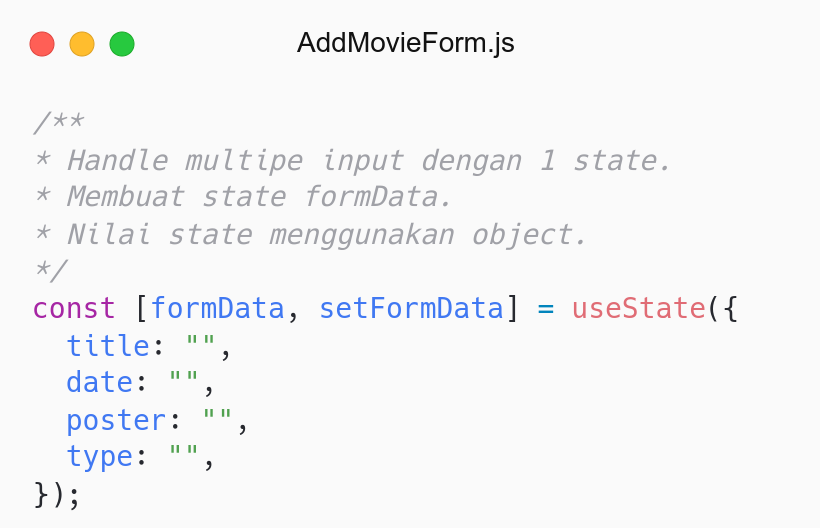 AddMovieForm.js
/**
* Handle multipe input dengan 1 state.
* Membuat state formData.
* Nilai state menggunakan object.
*/
const [formData, setFormData] = useState({
  title: "",
  date: "",
  poster: "",
  type: "",
});